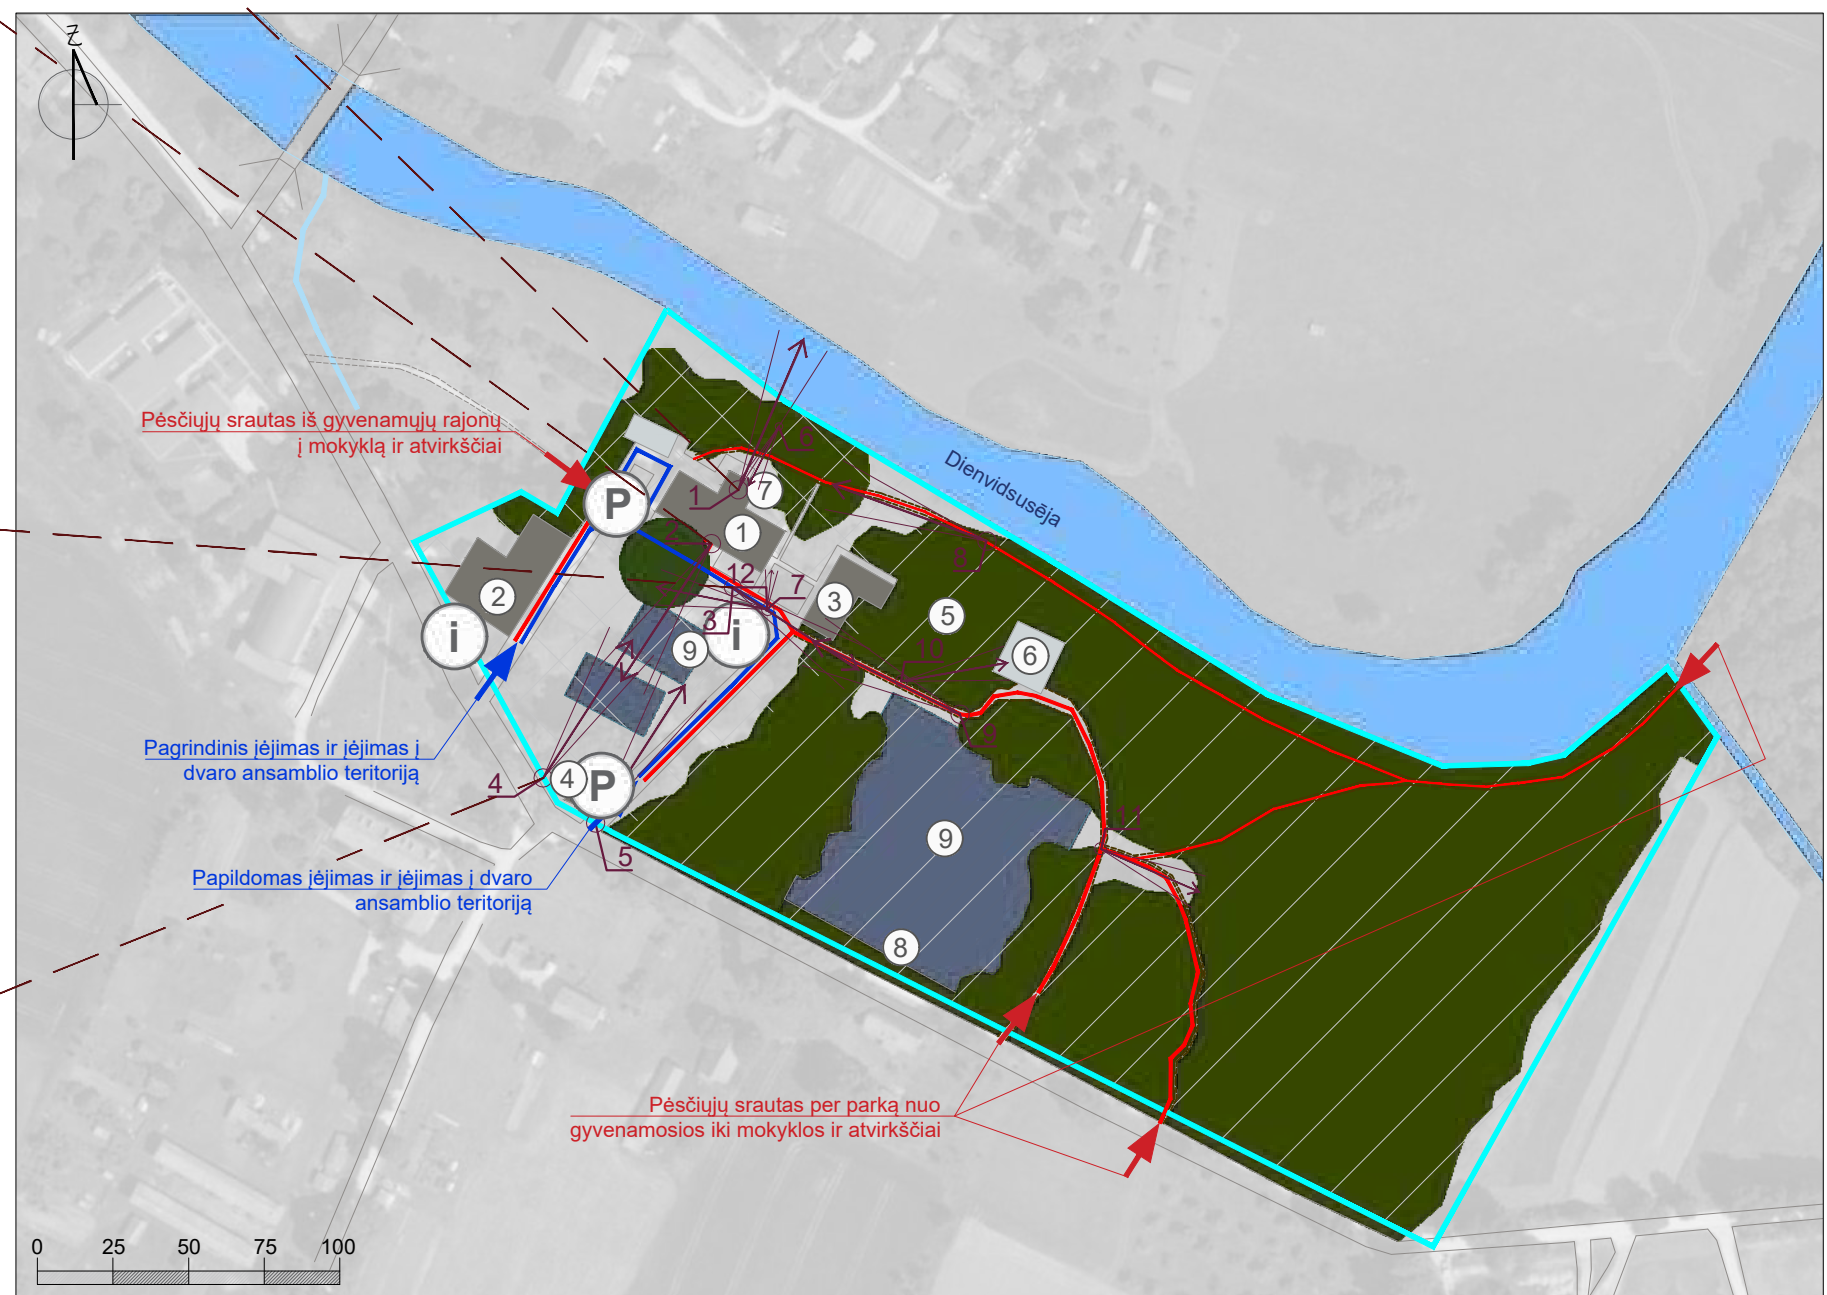 Z
Pėsčiųjų srautas iš gyvenamųjų rajonų
į mokyklą ir atvirkščiai
Dienvidsusēja
6
1
7
1
2
8
12
7
2
3
5
3
i
i
9
10
6
P
P
Pagrindinis įėjimas ir įėjimas į
dvaro ansamblio teritoriją
9
4
4
11
9
5
Papildomas įėjimas ir įėjimas į dvaro
ansamblio teritoriją
8
Pėsčiųjų srautas per parką nuo
gyvenamosios iki mokyklos ir atvirkščiai
0 25 50 75 100